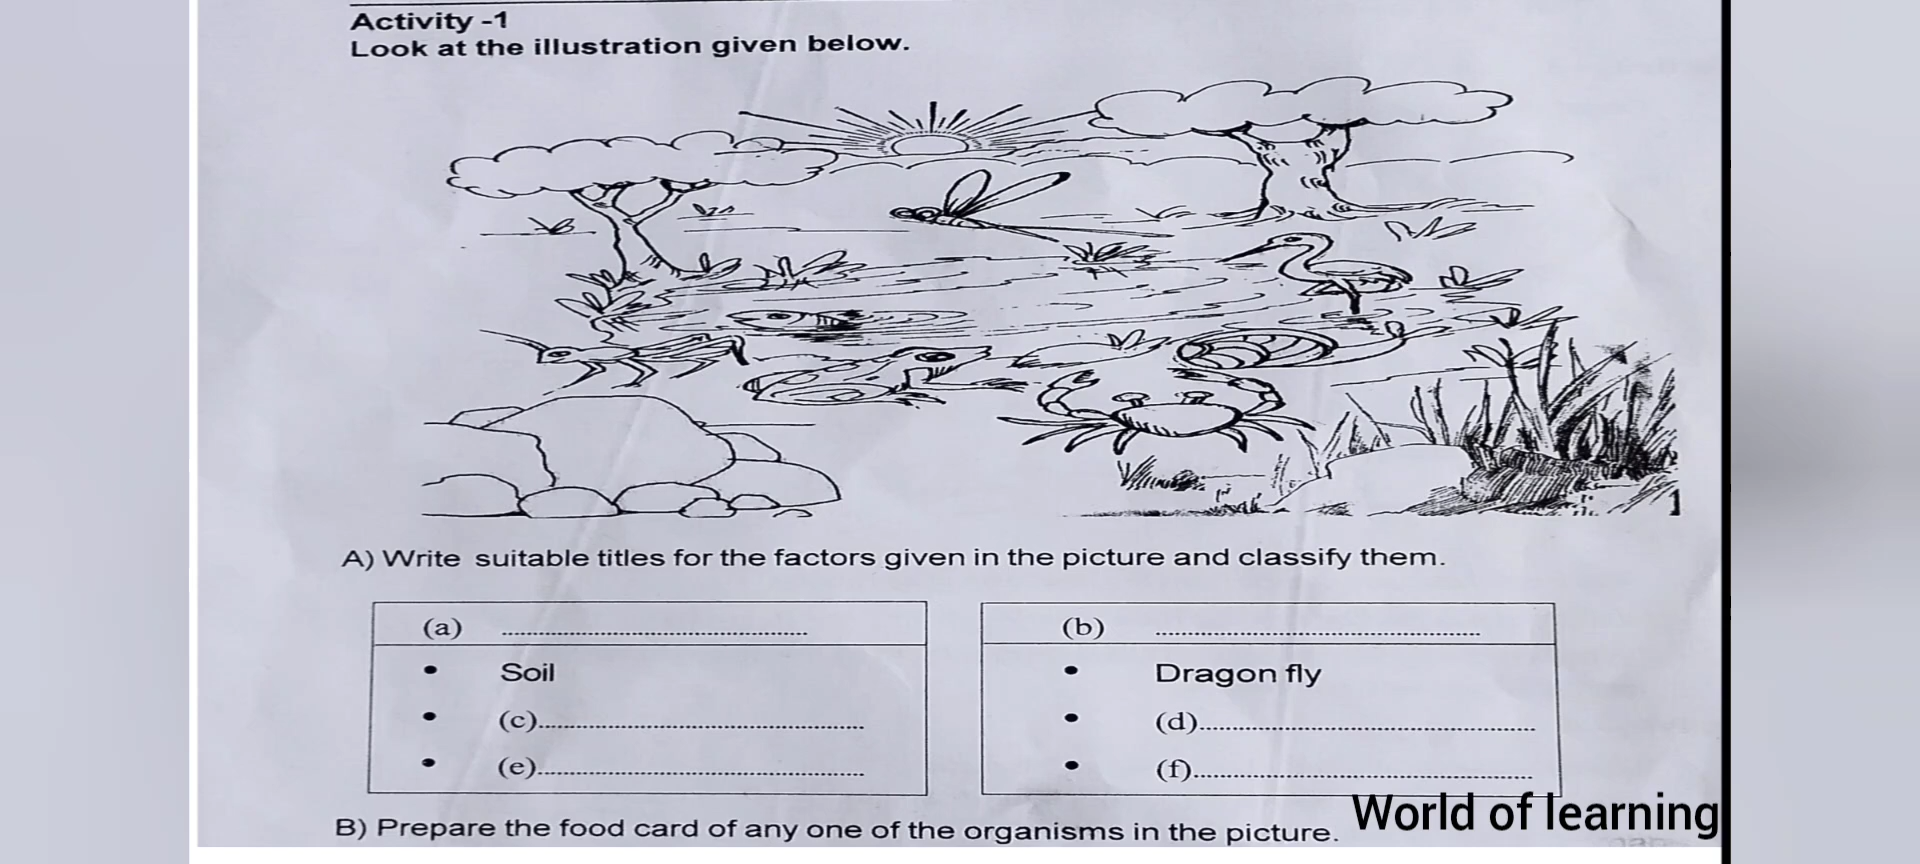 Activity -1
Look at the illustration given below.
A) Write suitable titles for the factors given in the picture and classify them.
(a) ........................................................
(b) ........................................................
• Soil
• Dragon fly
• (c)........................................................
• (d)........................................................
• (e)........................................................
• (f)........................................................
B) Prepare the food card of any one of the organisms in the picture.
World of learning